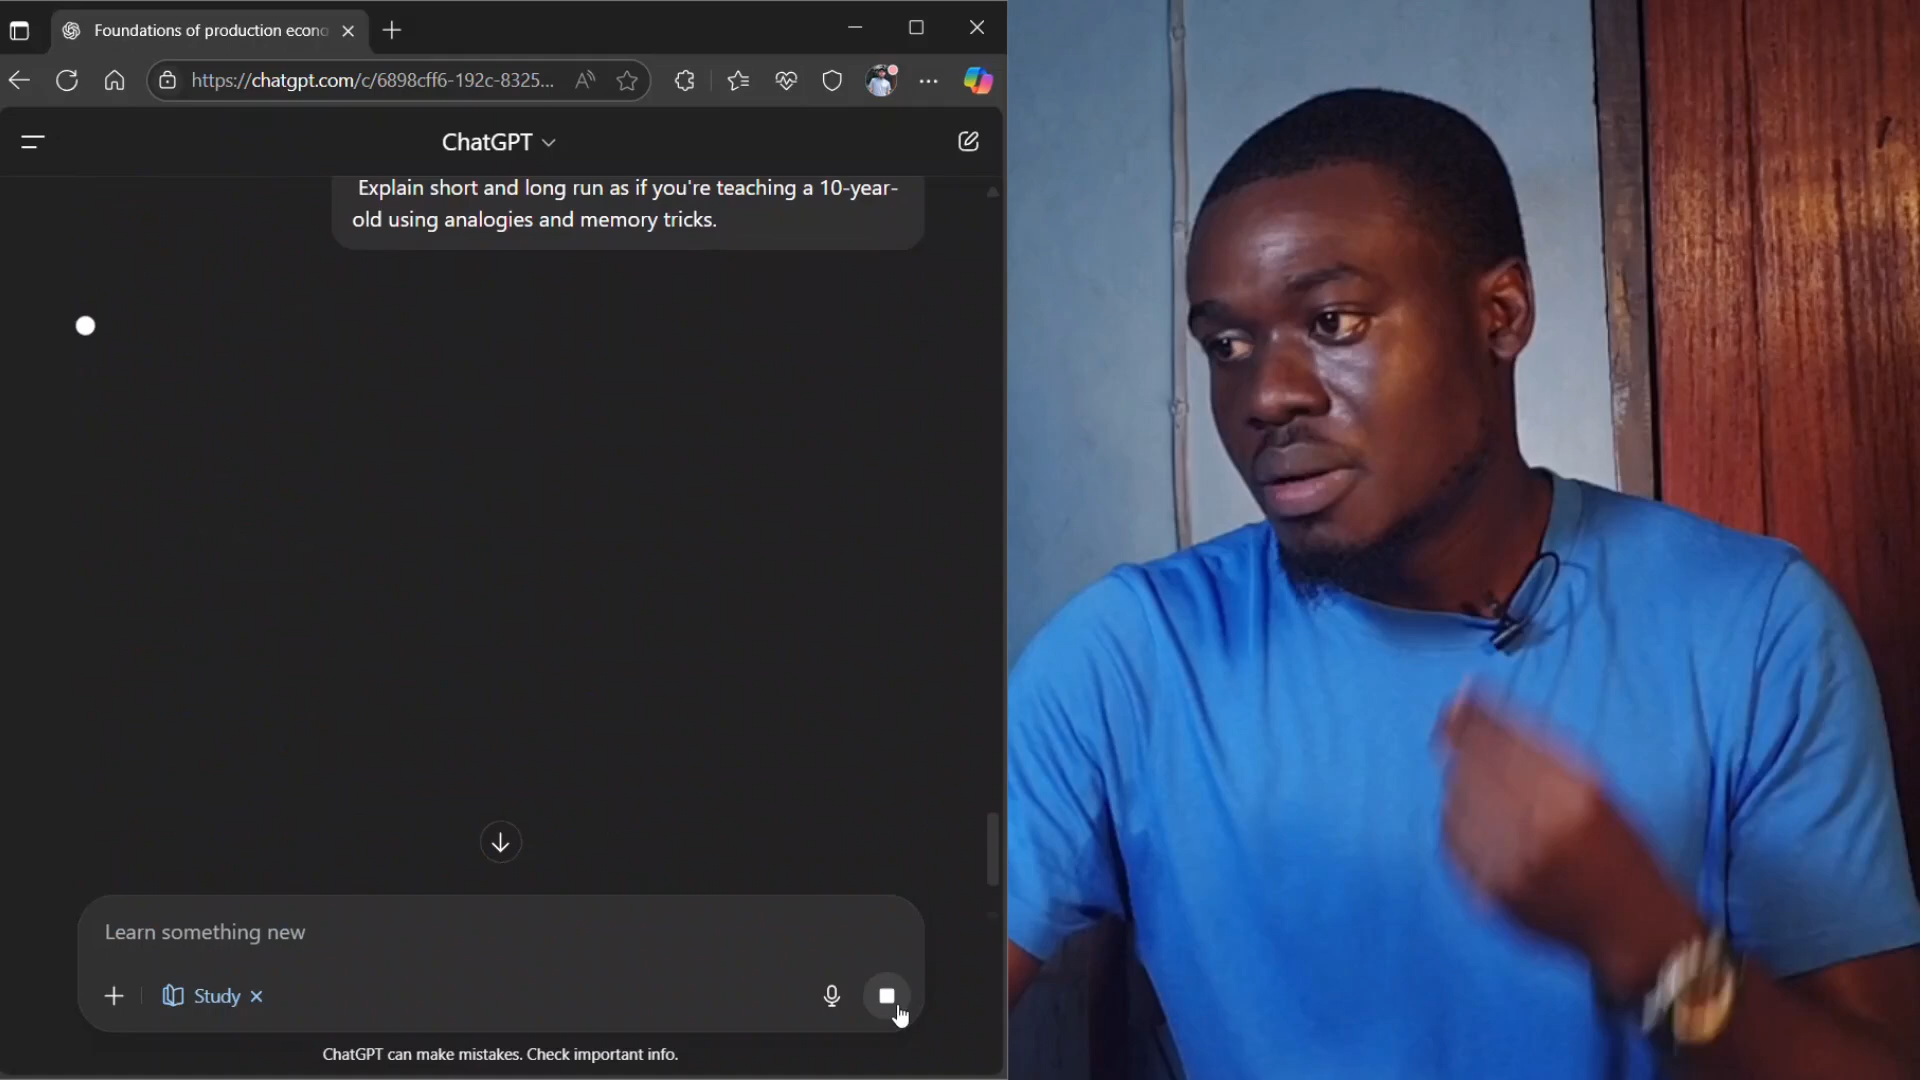 Foundations of production econo
https://chatgpt.com/c/6898cff6-192c-8325...
ChatGPT
Explain short and long run as if you're teaching a 10-year-
old using analogies and memory tricks.
Learn something new
Study
ChatGPT can make mistakes. Check important info.